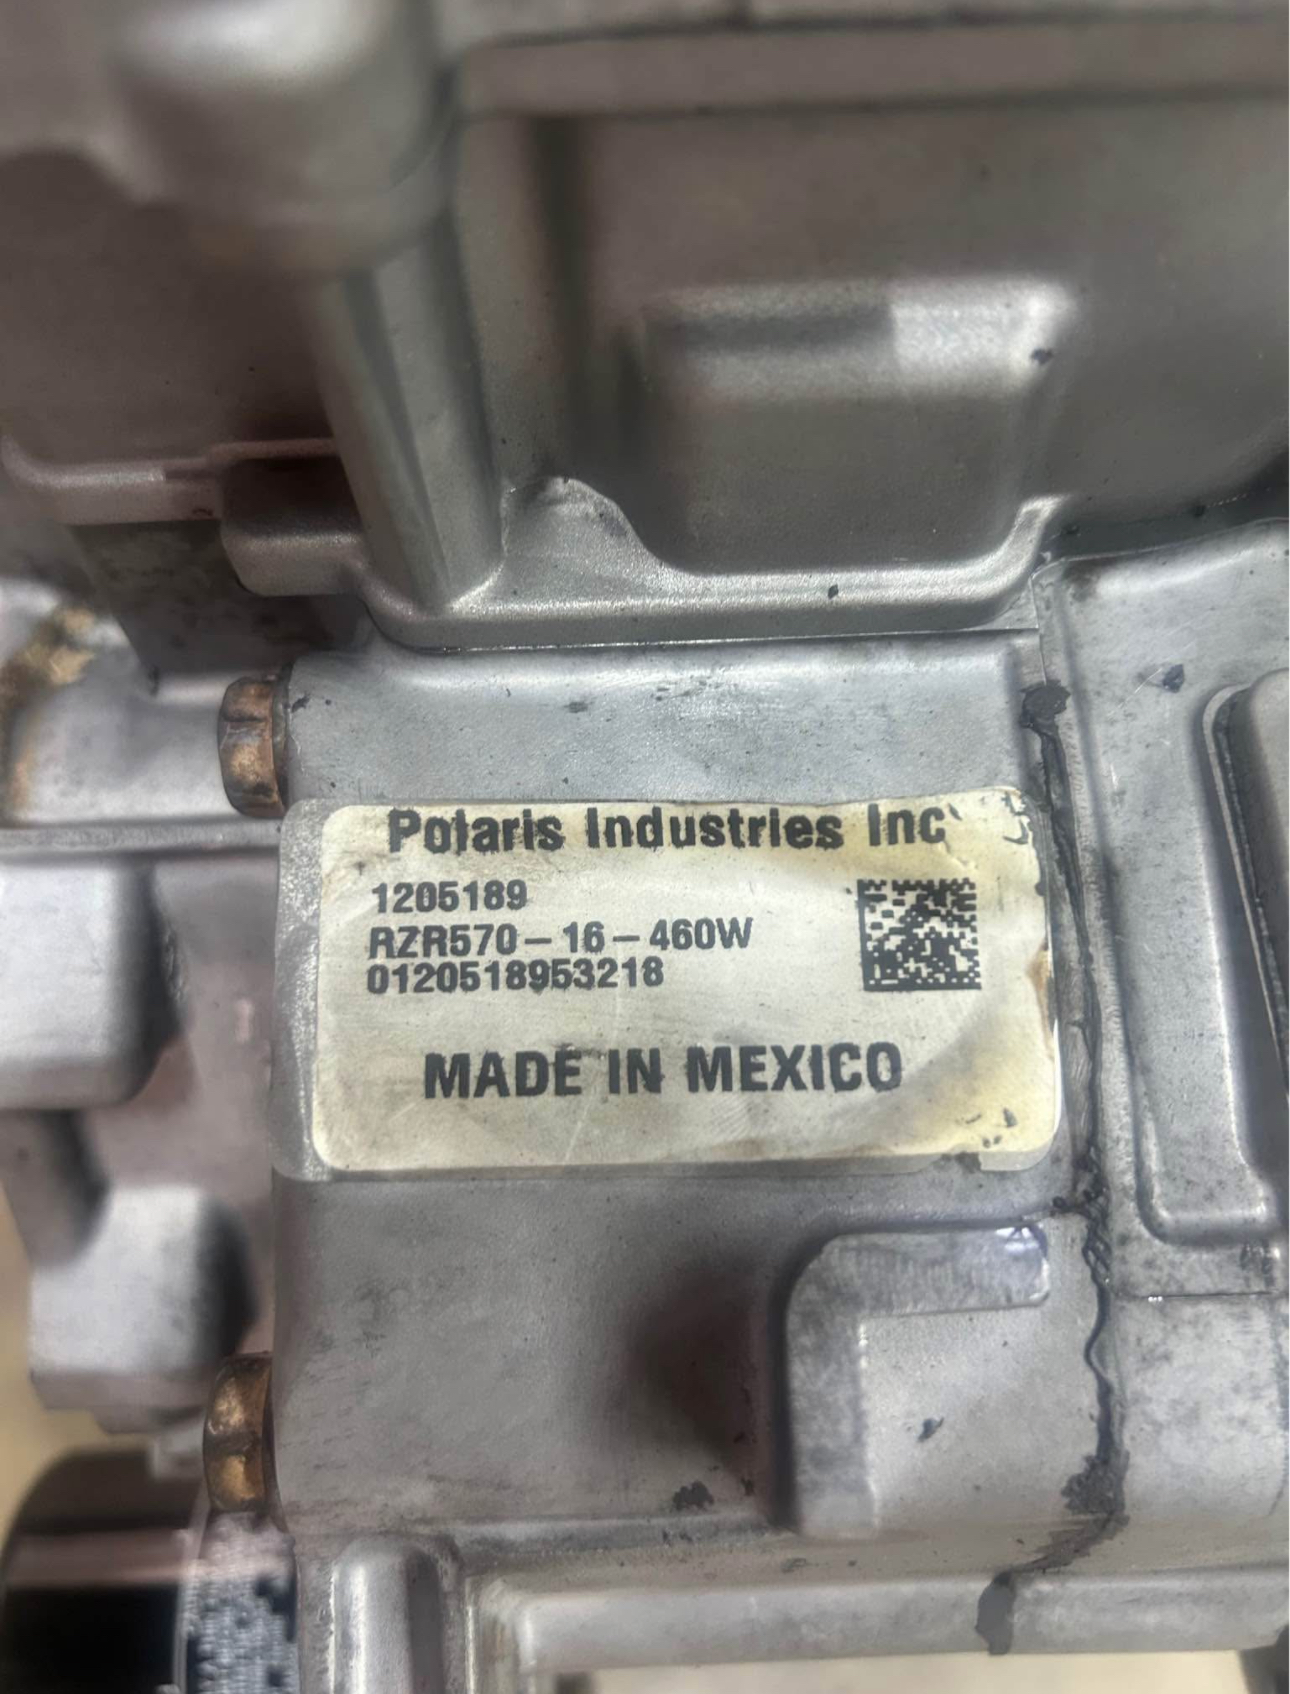 Polaris Industries Inc
1205189
RZR570-16-460W
0120518953218
MADE IN MEXICO